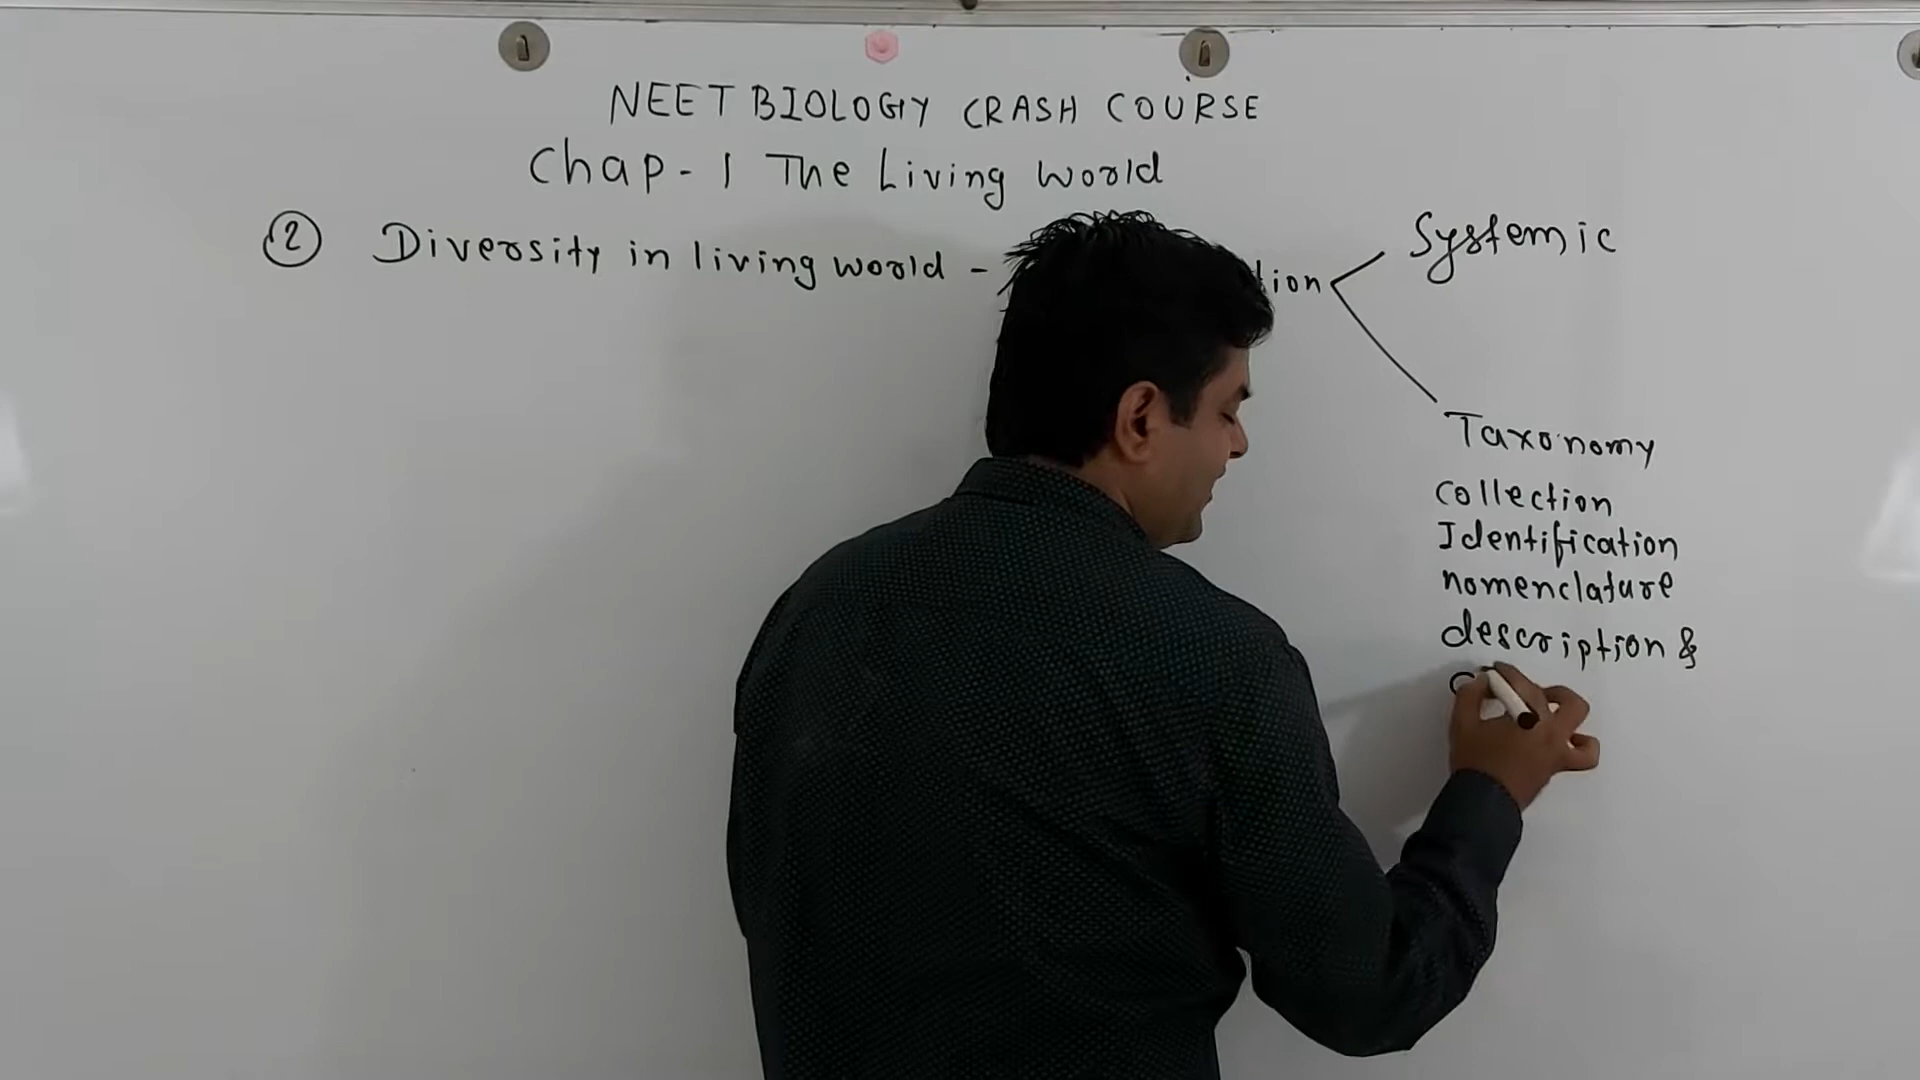 NEET BIOLOGY CRASH COURSE
Chap-1 The Living World
② Diversity in living world -
Systemic
Taxonomy
collection
Identification
nomenclature
description &